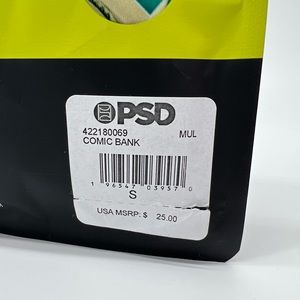 PSD
422180069 MUL
COMIC BANK
1 96547 03957 0
S
USA MSRP: $ 25.00